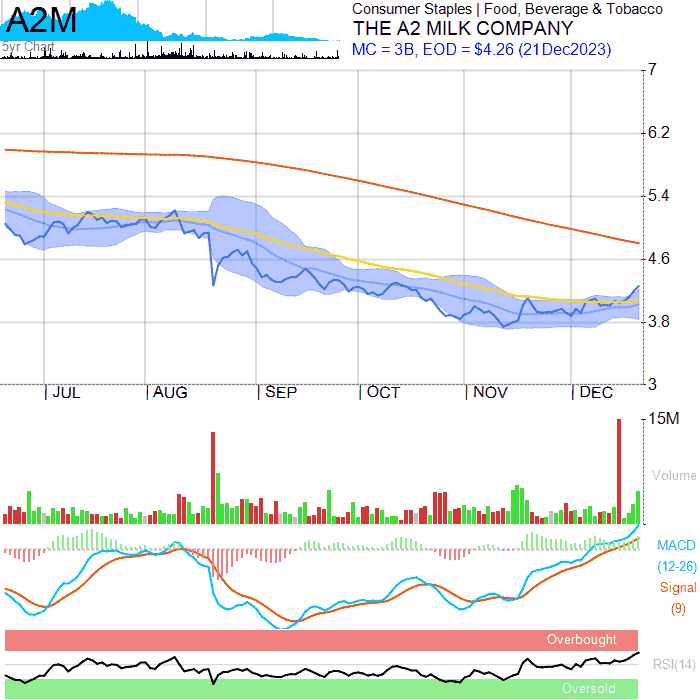 A2M
5yr Chart
Consumer Staples | Food, Beverage & Tobacco
THE A2 MILK COMPANY
MC = 3B, EOD = $4.26 (21Dec2023)
7
6.2
5.4
4.6
3.8
3
JUL AUG SEP OCT NOV DEC
15M
Volume
MACD
(12-26)
Signal
(9)
Overbought
RSI(14)
Oversold